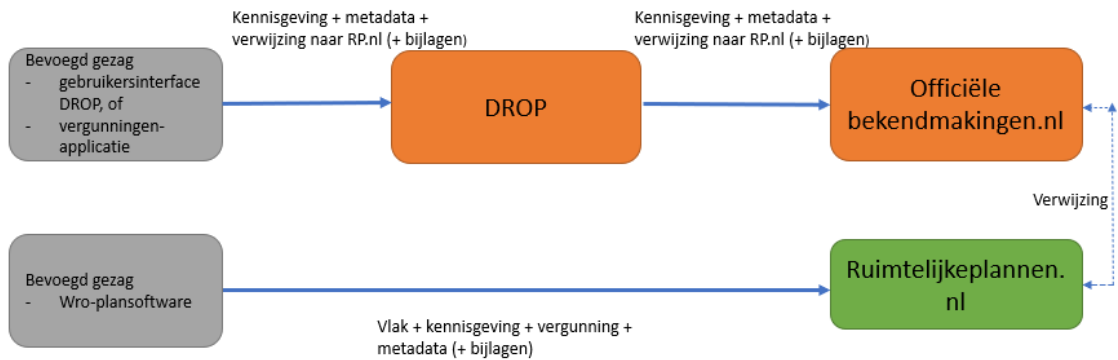 Kennisgeving + metadata +
verwijzing naar RP.nl (+ bijlagen)
Kennisgeving + metadata +
verwijzing naar RP.nl (+ bijlagen)
Bevoegd gezag
- gebruikersinterface
DROP, of
- vergunningen-
applicatie
DROP
Officiële
bekendmakingen.nl
Verwijzing
Bevoegd gezag
- Wro-plansoftware
Ruimtelijkeplannen.
nl
Vlak + kennisgeving + vergunning +
metadata (+ bijlagen)